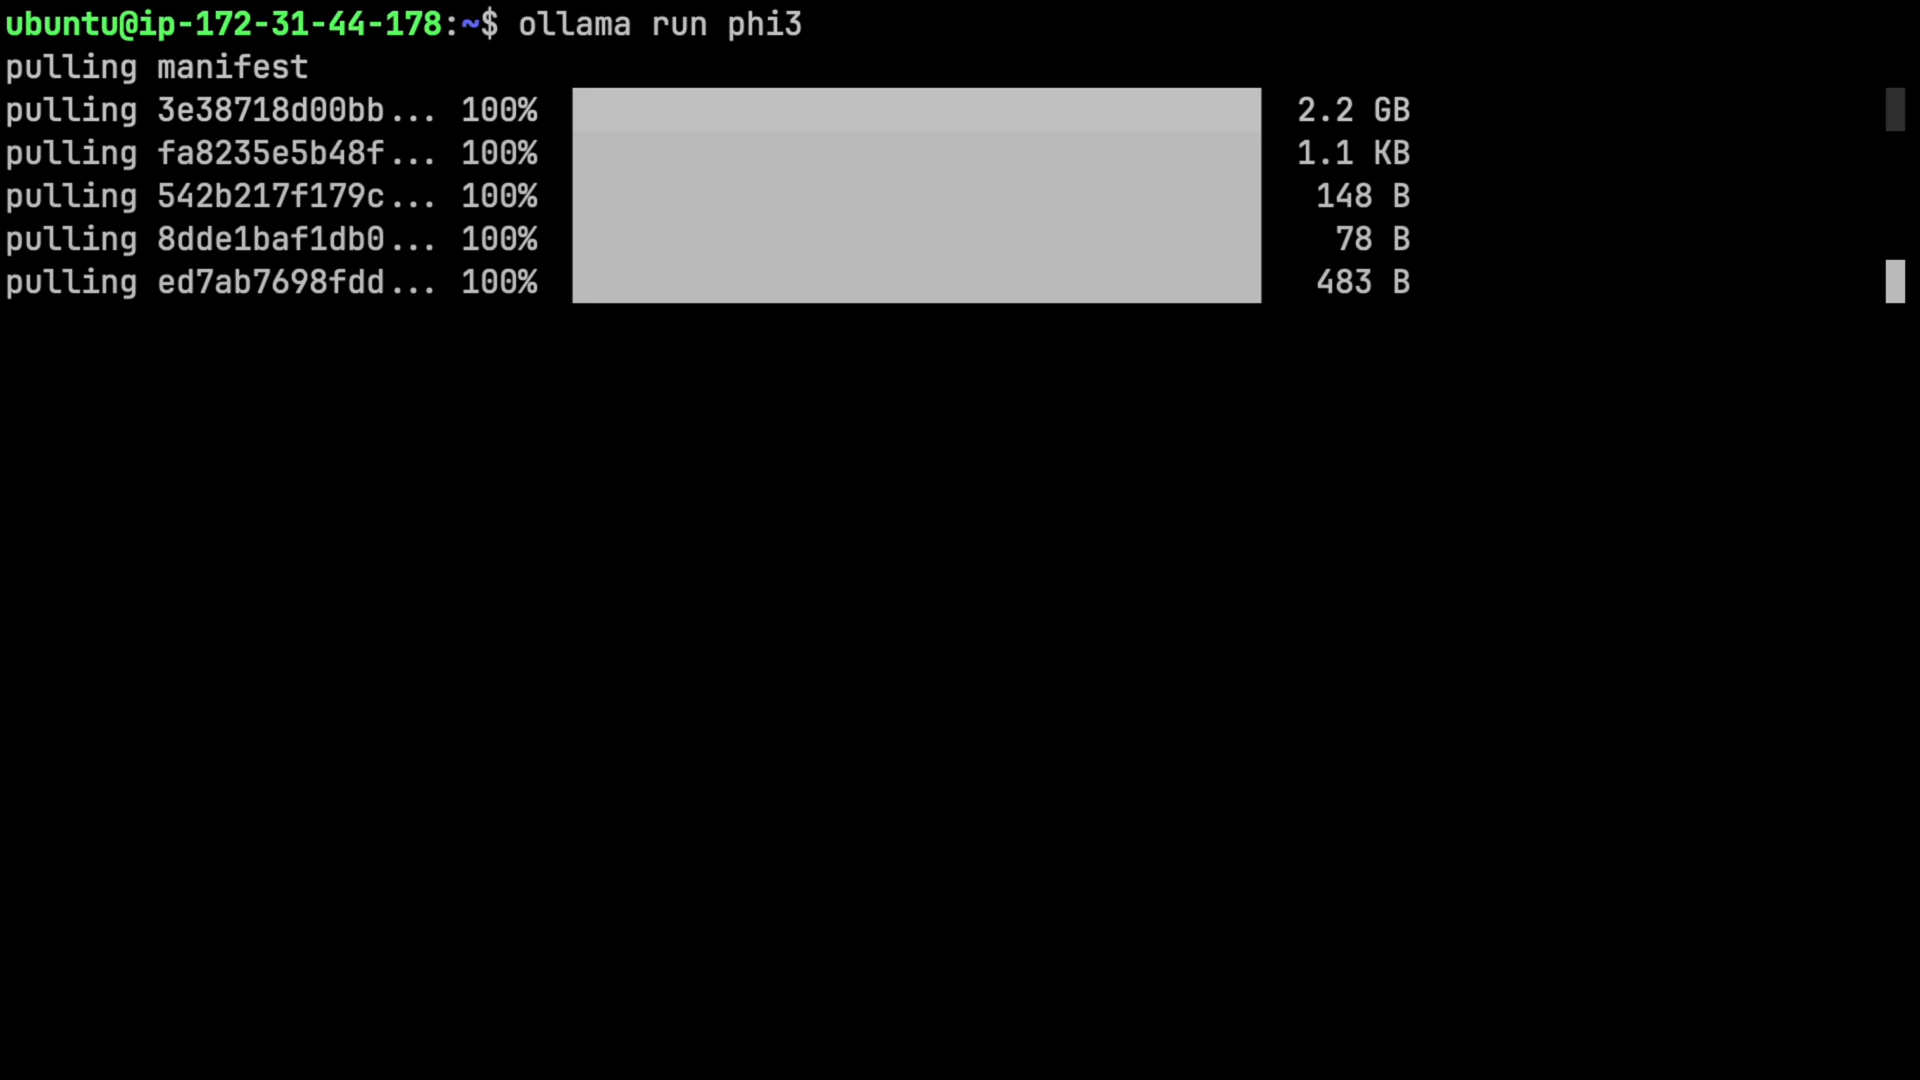 ubuntu@ip-172-31-44-178:~$ ollama run phi3
pulling manifest
pulling 3e38718d00bb... 100% 2.2 GB
pulling fa8235e5b48f... 100% 1.1 KB
pulling 542b217f179c... 100% 148 B
pulling 8dde1baf1db0... 100% 78 B
pulling ed7ab7698fdd... 100% 483 B